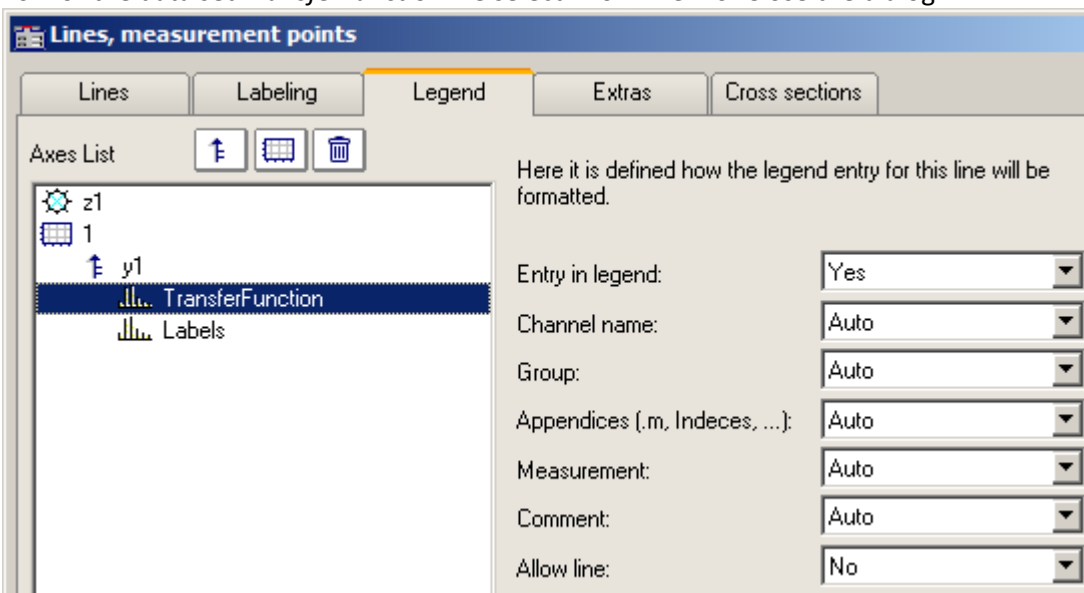 Lines, measurement points
Lines
Labeling
Legend
Extras
Cross sections
Axes List
Here it is defined how the legend entry for this line will be
formatted.
z1
1
y1
TransferFunction
Labels
Entry in legend: Yes
Channel name: Auto
Group: Auto
Appendices (.m, Indeces, ...): Auto
Measurement: Auto
Comment: Auto
Allow line: No